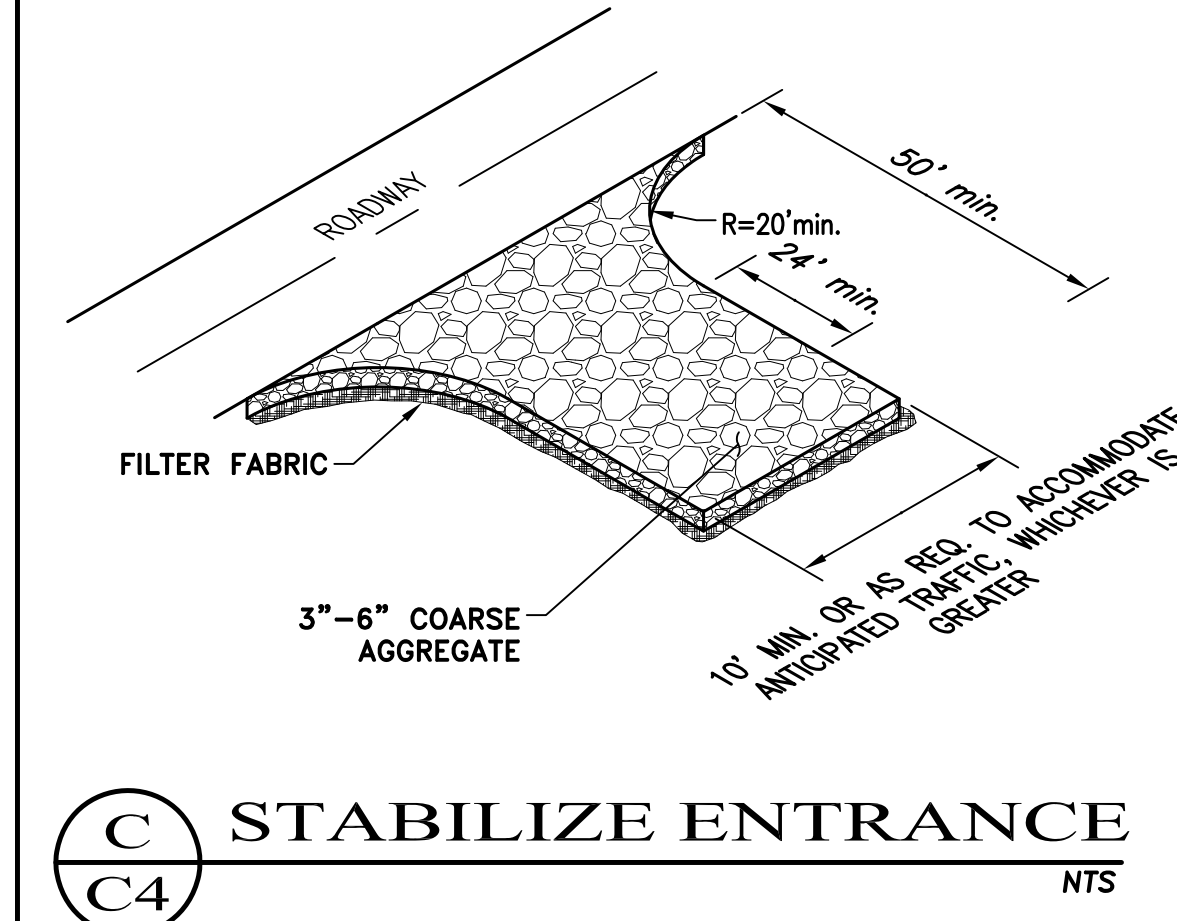 ROADWAY
50' min.
R=20'min.
24' min.
FILTER FABRIC
3"-6" COARSE
AGGREGATE
10' MIN. OR AS REQ. TO ACCOMMODATE
ANTICIPATED TRAFFIC, WHICHEVER IS
GREATER
C
C4
STABILIZE ENTRANCE
NTS